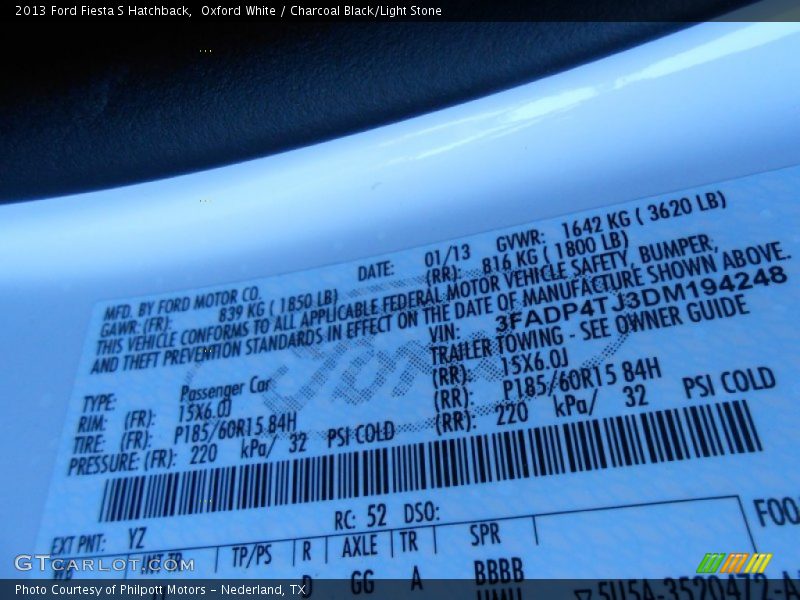 2013 Ford Fiesta S Hatchback,  Oxford White / Charcoal Black/Light Stone
MFD. BY FORD MOTOR CO. DATE: 01/13 GVWR: 1642 KG ( 3620 LB)
GAWR: (FR): 839 KG ( 1850 LB) (RR): 816 KG ( 1800 LB)
THIS VEHICLE CONFORMS TO ALL APPLICABLE FEDERAL MOTOR VEHICLE SAFETY, BUMPER,
AND THEFT PREVENTION STANDARDS IN EFFECT ON THE DATE OF MANUFACTURE SHOWN ABOVE.
VIN: 3FADP4TJ3DM194248
TYPE: Passenger Car TRAILER TOWING - SEE OWNER GUIDE
RIM: (FR): 15X6.0J (RR): 15X6.0J
TIRE: (FR): P185/60R15 84H (RR): P185/60R15 84H
PRESSURE: (FR): 220 kPa/ 32 PSI COLD (RR): 220 kPa/ 32 PSI COLD
Ford
RC: 52 DSO:
EXT PNT: YZ FOO
INT TR TP/PS R AXLE TR SPR
GG A BBBB
5U5A-3520472-A
GTcarlot.com
Photo Courtesy of Philpott Motors - Nederland, TX